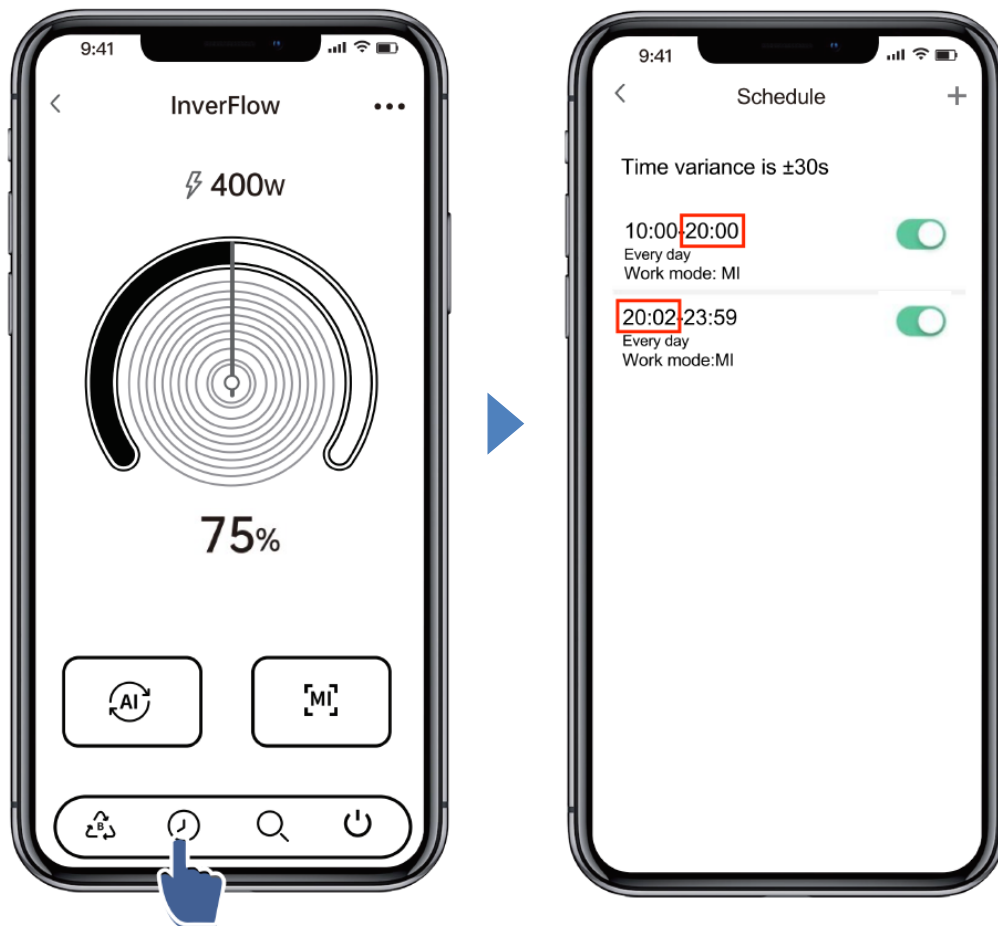 9:41
InverFlow
400W
75%
AI
MI
B
9:41
Schedule
Time variance is ±30s
10:00-20:00
Every day
Work mode: MI
20:02-23:59
Every day
Work mode:MI